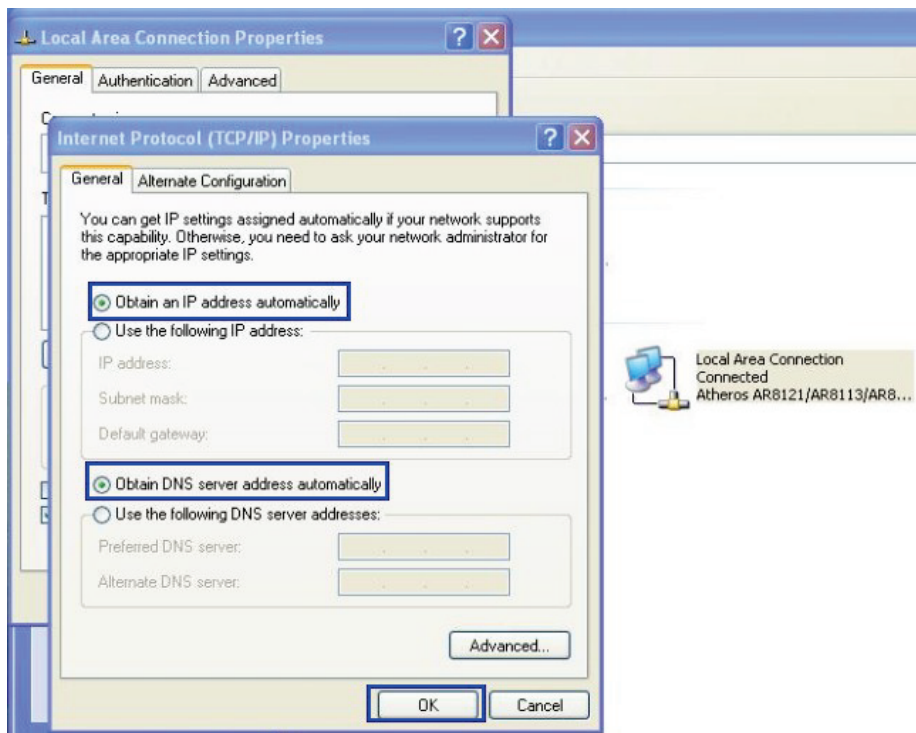 Local Area Connection Properties
General Authentication Advanced
Internet Protocol (TCP/IP) Properties
General Alternate Configuration
You can get IP settings assigned automatically if your network supports
this capability. Otherwise, you need to ask your network administrator for
the appropriate IP settings.
Obtain an IP address automatically
Use the following IP address:
IP address:
Subnet mask:
Default gateway:
Obtain DNS server address automatically
Use the following DNS server addresses:
Preferred DNS server:
Alternate DNS server:
Advanced...
OK Cancel
Local Area Connection
Connected
Atheros AR8121/AR8113/AR8...